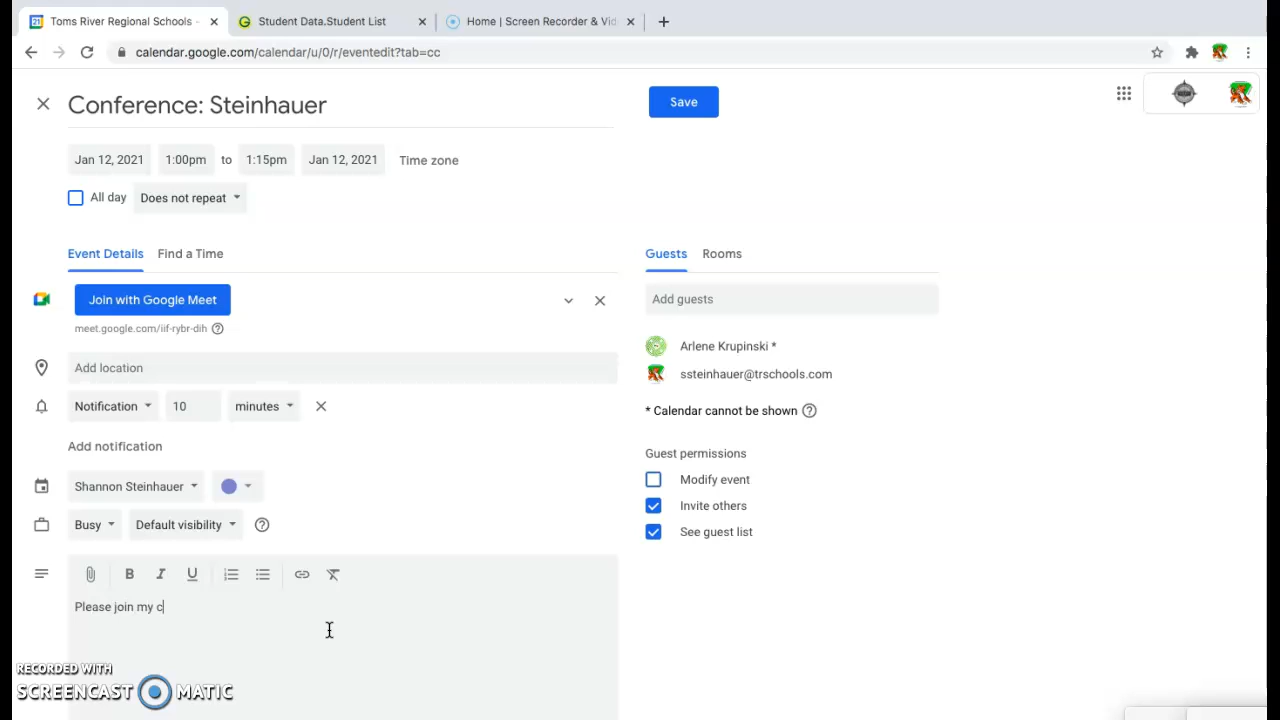 Toms River Regional Schools -
Student Data.Student List
Home | Screen Recorder & Vid
calendar.google.com/calendar/u/0/r/eventedit?tab=cc
Conference: Steinhauer
Save
Jan 12, 2021 1:00pm to 1:15pm Jan 12, 2021 Time zone
All day Does not repeat
Event Details Find a Time
Guests Rooms
Join with Google Meet
meet.google.com/iif-rybr-dih
Add guests
Arlene Krupinski *
ssteinhauer@trschools.com
* Calendar cannot be shown
Add location
Notification 10 minutes
Add notification
Guest permissions
Modify event
Invite others
See guest list
Shannon Steinhauer
Busy Default visibility
B I U
Please join my c
RECORDED WITH
SCREENCAST MATIC